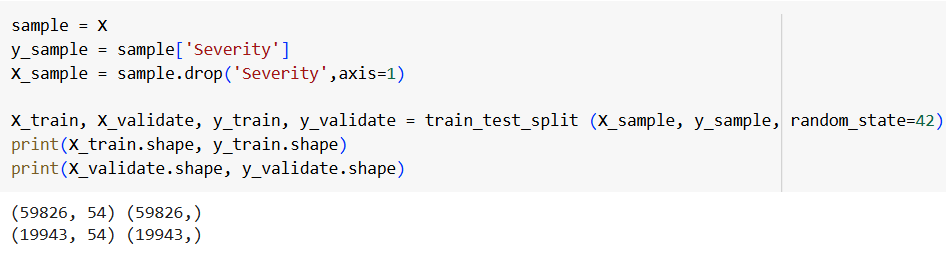 sample = X
y_sample = sample['Severity']
X_sample = sample.drop('Severity',axis=1)
X_train, X_validate, y_train, y_validate = train_test_split (X_sample, y_sample, random_state=42)
print(X_train.shape, y_train.shape)
print(X_validate.shape, y_validate.shape)
(59826, 54) (59826,)
(19943, 54) (19943,)